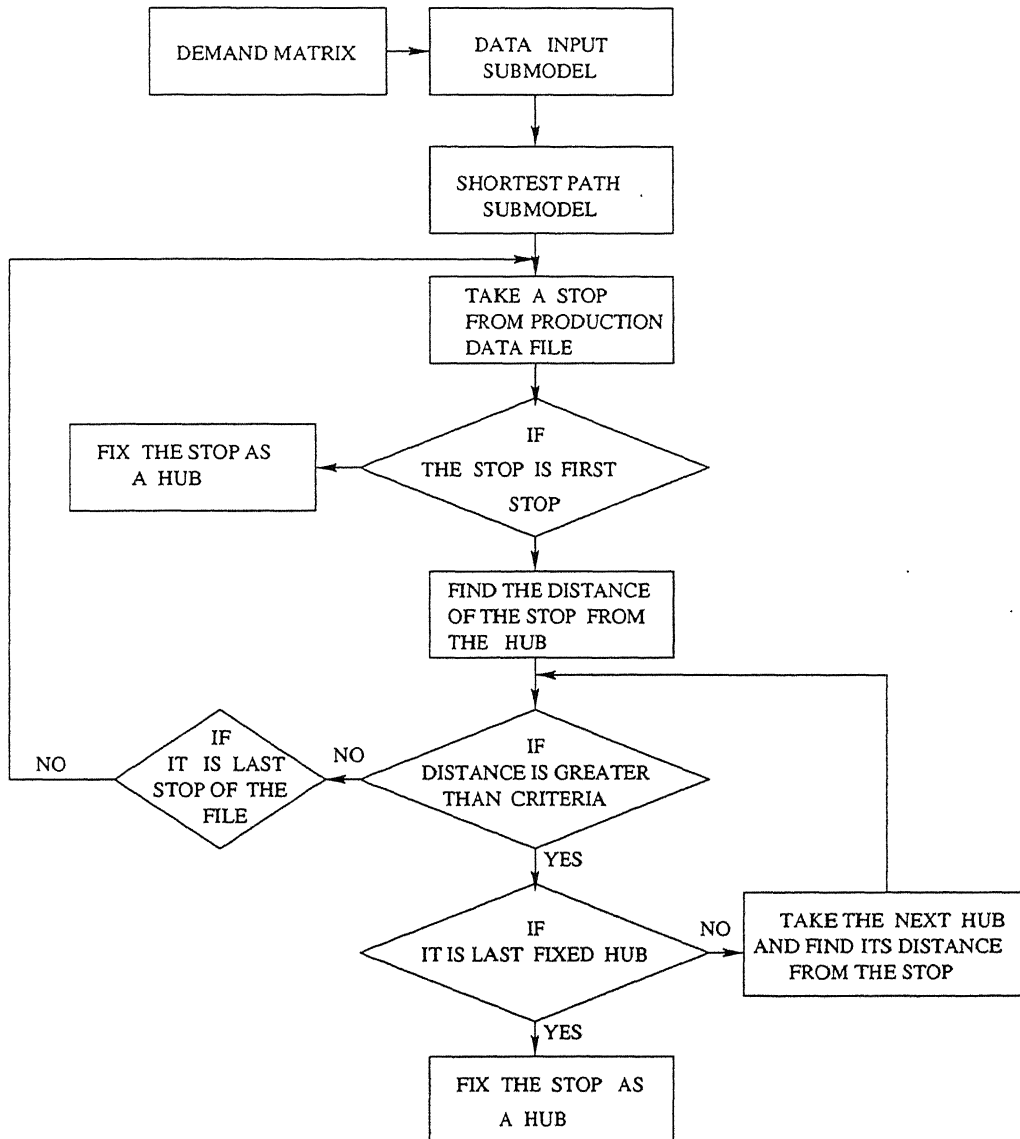 DEMAND MATRIX
DATA INPUT
SUBMODEL
SHORTEST PATH
SUBMODEL
TAKE A STOP
FROM PRODUCTION
DATA FILE
IF
THE STOP IS FIRST
STOP
FIX THE STOP AS
A HUB
FIND THE DISTANCE
OF THE STOP FROM
THE HUB
IF
DISTANCE IS GREATER
THAN CRITERIA
NO
IF
IT IS LAST
STOP OF THE
FILE
NO
YES
IF
IT IS LAST FIXED HUB
NO
TAKE THE NEXT HUB
AND FIND ITS DISTANCE
FROM THE STOP
YES
FIX THE STOP AS
A HUB